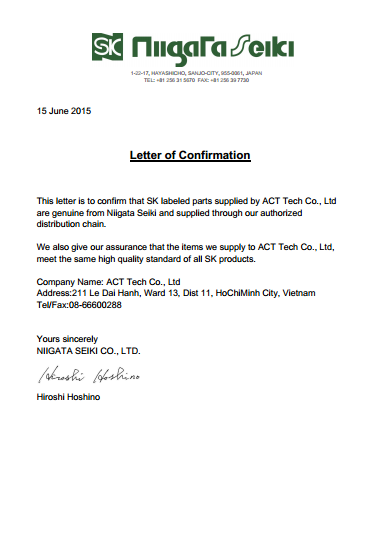 SK Niigata Seiki
1-22-17, HAYASHICHO, SANJO-CITY, 955-0061, JAPAN
TEL: +81 256 31 5670 FAX: +81 256 39 7730
15 June 2015
Letter of Confirmation
This letter is to confirm that SK labeled parts supplied by ACT Tech Co., Ltd
are genuine from Niigata Seiki and supplied through our authorized
distribution chain.
We also give our assurance that the items we supply to ACT Tech Co., Ltd,
meet the same high quality standard of all SK products.
Company Name: ACT Tech Co., Ltd
Address:211 Le Dai Hanh, Ward 13, Dist 11, HoChiMinh City, Vietnam
Tel/Fax:08-66600288
Yours sincerely
NIIGATA SEIKI CO., LTD.
Hiroshi Hoshino
Hiroshi Hoshino